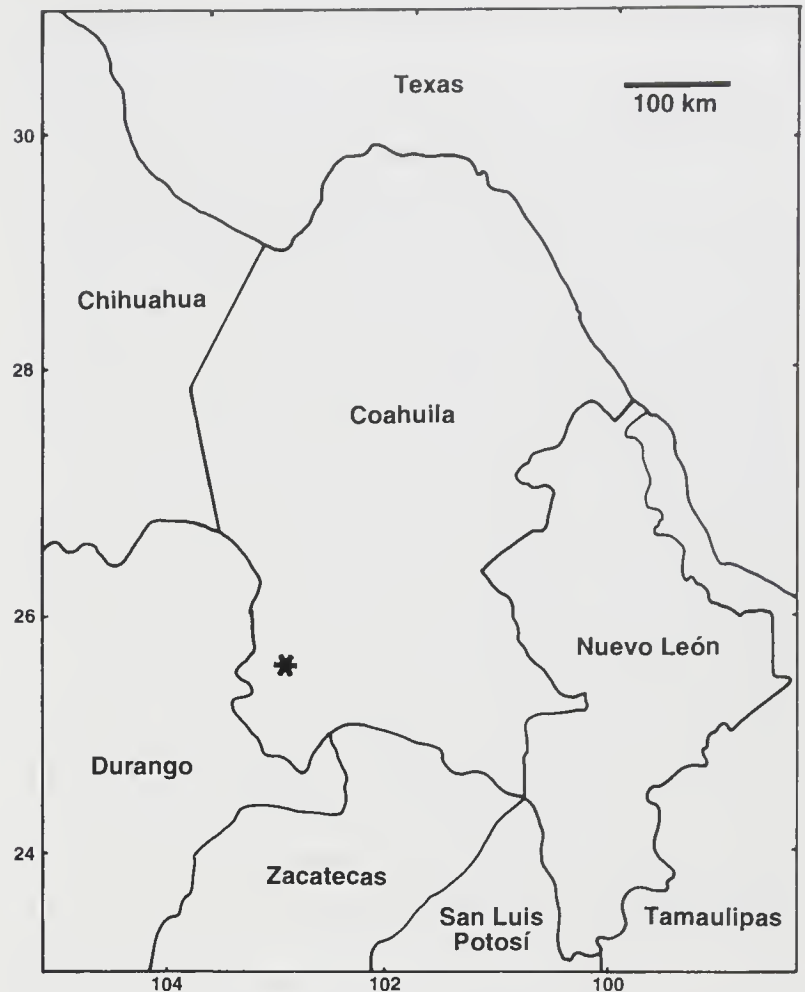 Texas
100 km
30
Chihuahua
28
Coahuila
26
Nuevo León
*
Durango
24
Zacatecas
San Luis
Potosí
Tamaulipas
104
102
100